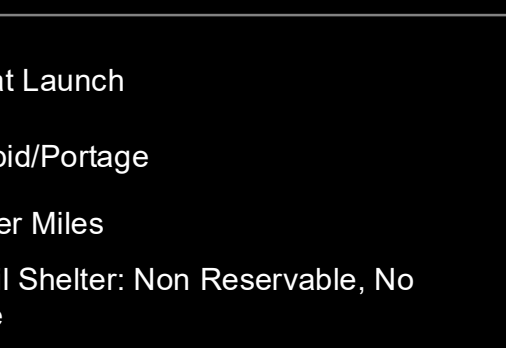 at Launch
oid/Portage
er Miles
l Shelter: Non Reservable, No
e